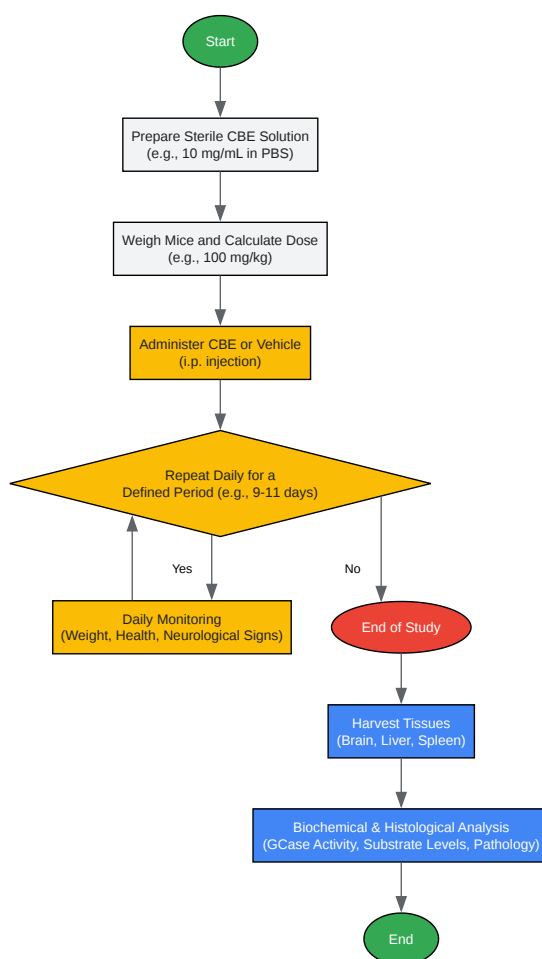 Start
Prepare Sterile CBE Solution
(e.g., 10 mg/mL in PBS)
Weigh Mice and Calculate Dose
(e.g., 100 mg/kg)
Administer CBE or Vehicle
(i.p. injection)
Repeat Daily for a
Defined Period (e.g., 9-11 days)
Yes
No
Daily Monitoring
(Weight, Health, Neurological Signs)
End of Study
Harvest Tissues
(Brain, Liver, Spleen)
Biochemical & Histological Analysis
(GCase Activity, Substrate Levels, Pathology)
End